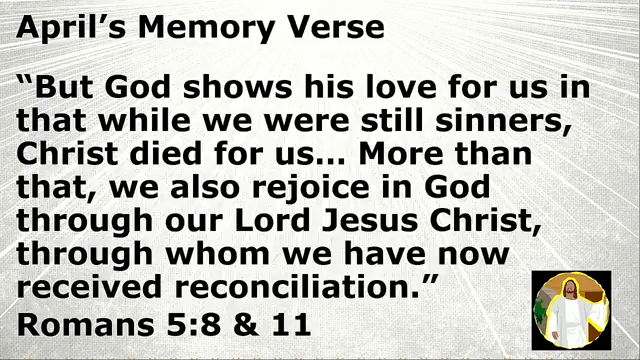 April’s Memory Verse
“But God shows his love for us in
that while we were still sinners,
Christ died for us... More than
that, we also rejoice in God
through our Lord Jesus Christ,
through whom we have now
received reconciliation.”
Romans 5:8 & 11